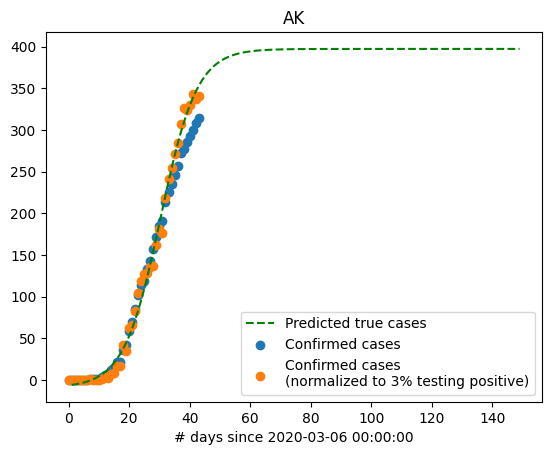 AK
400
350
300
250
200
150
100
50
0
Predicted true cases
Confirmed cases
Confirmed cases
(normalized to 3% testing positive)
0 20 40 60 80 100 120 140
# days since 2020-03-06 00:00:00